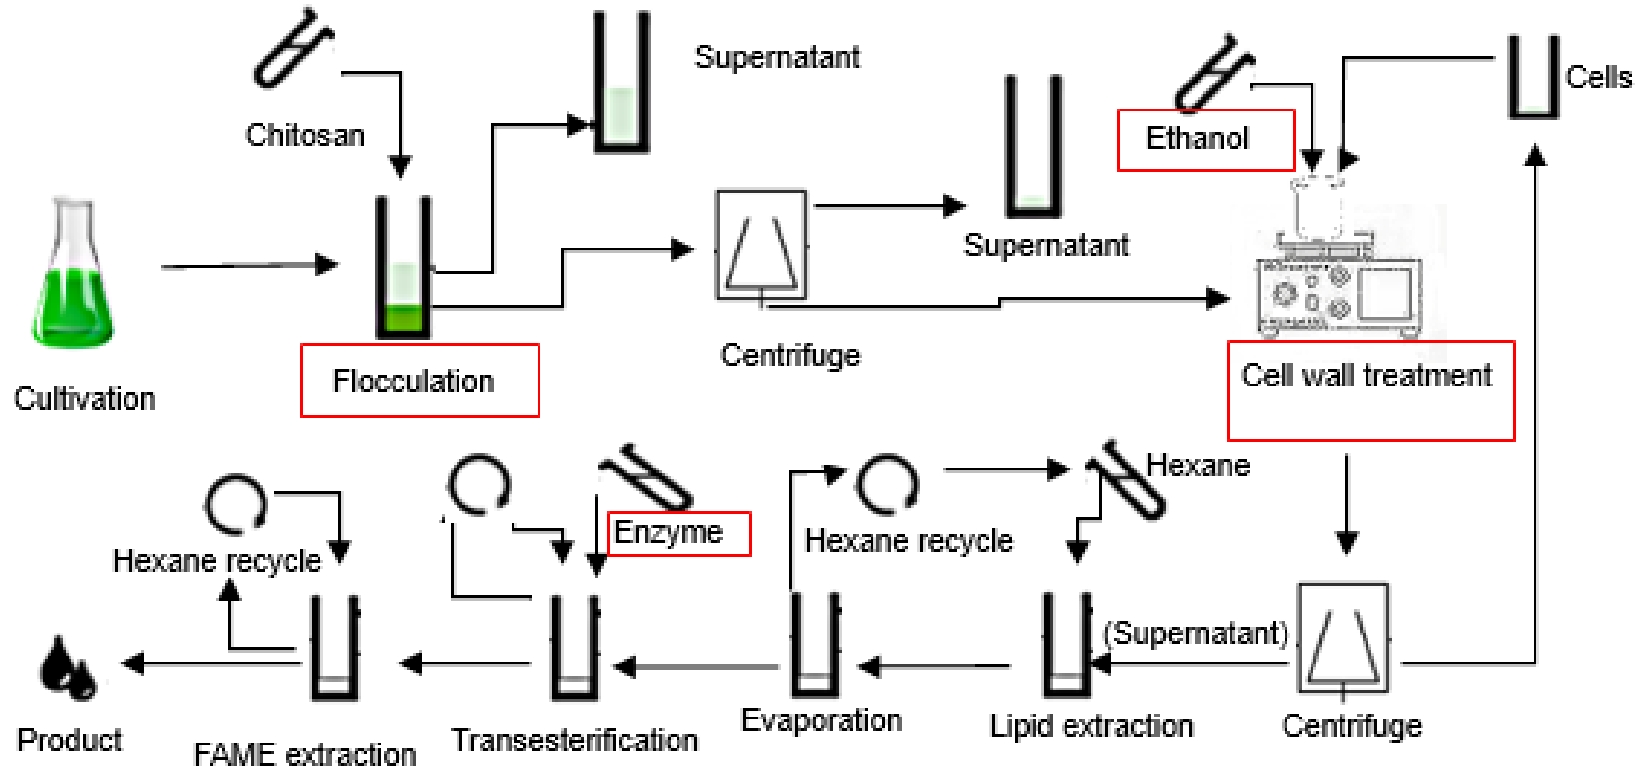 Supernatant
Cells
Chitosan
Ethanol
Supernatant
Centrifuge
Flocculation
Cell wall treatment
Cultivation
Hexane
Enzyme
Hexane recycle
Hexane recycle
(Supernatant)
Evaporation
Lipid extraction
Centrifuge
Product
FAME extraction
Transesterification